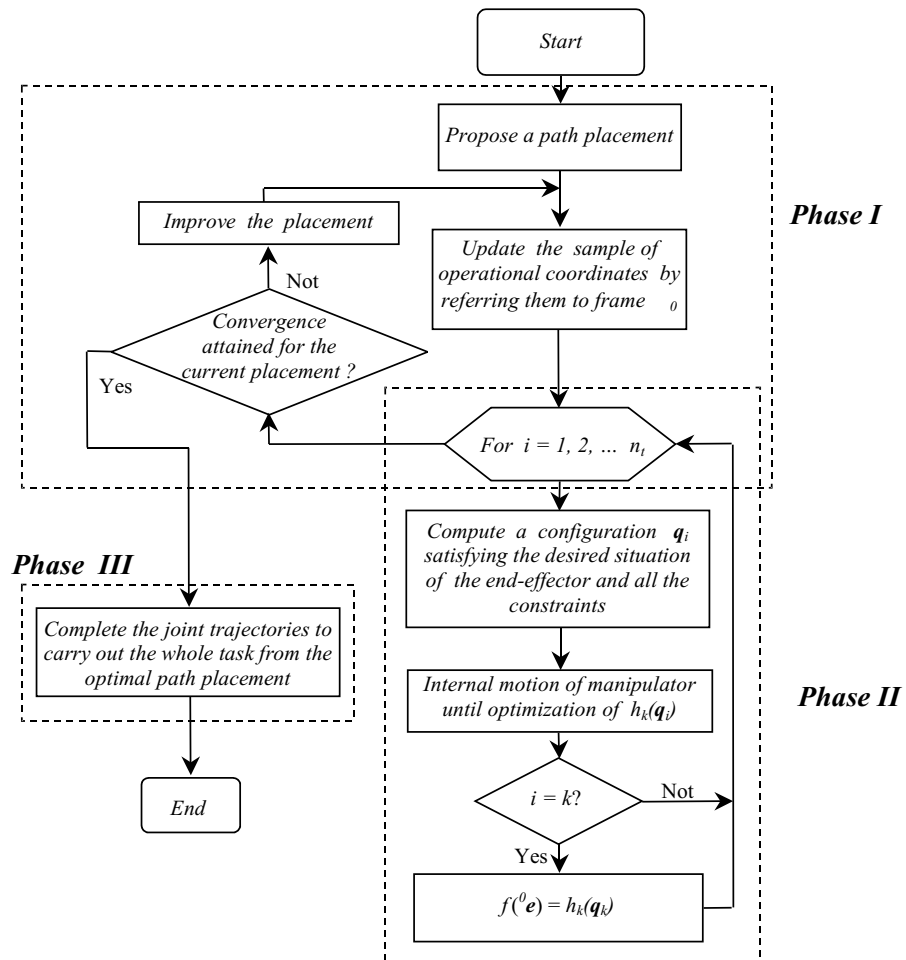 Start
Propose a path placement
Phase I
Improve the placement
Update the sample of
operational coordinates by
referring them to frame 0
Not
Convergence
attained for the
current placement ?
Yes
For i = 1, 2, ... nt
Compute a configuration qi
satisfying the desired situation
of the end-effector and all the
constraints
Phase III
Complete the joint trajectories to
carry out the whole task from the
optimal path placement
Internal motion of manipulator
until optimization of hk(qi)
Phase II
i = k?
Not
End
Yes
f(0e) = hk(qk)